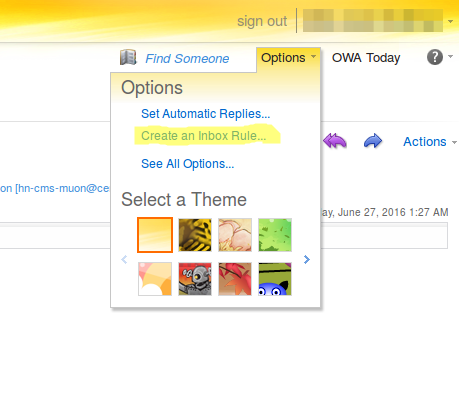 sign out
Find Someone
Options
OWA Today
Options
Set Automatic Replies...
Create an Inbox Rule...
Actions
See All Options...
on [hn-cms-muon@ce
Select a Theme
ay, June 27, 2016 1:27 AM